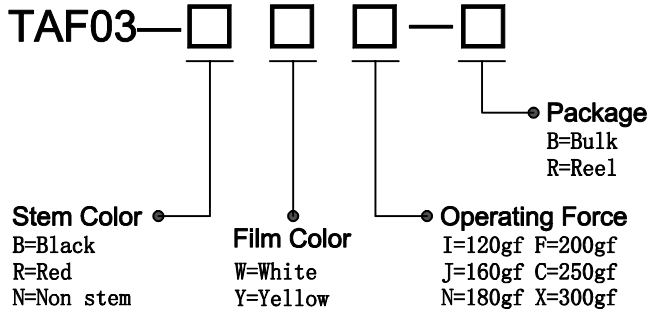 TAF03—□ □ □ — □
Package
B=Bulk
R=Reel
Stem Color
B=Black
R=Red
N=Non stem
Film Color
W=White
Y=Yellow
Operating Force
I=120gf F=200gf
J=160gf C=250gf
N=180gf X=300gf